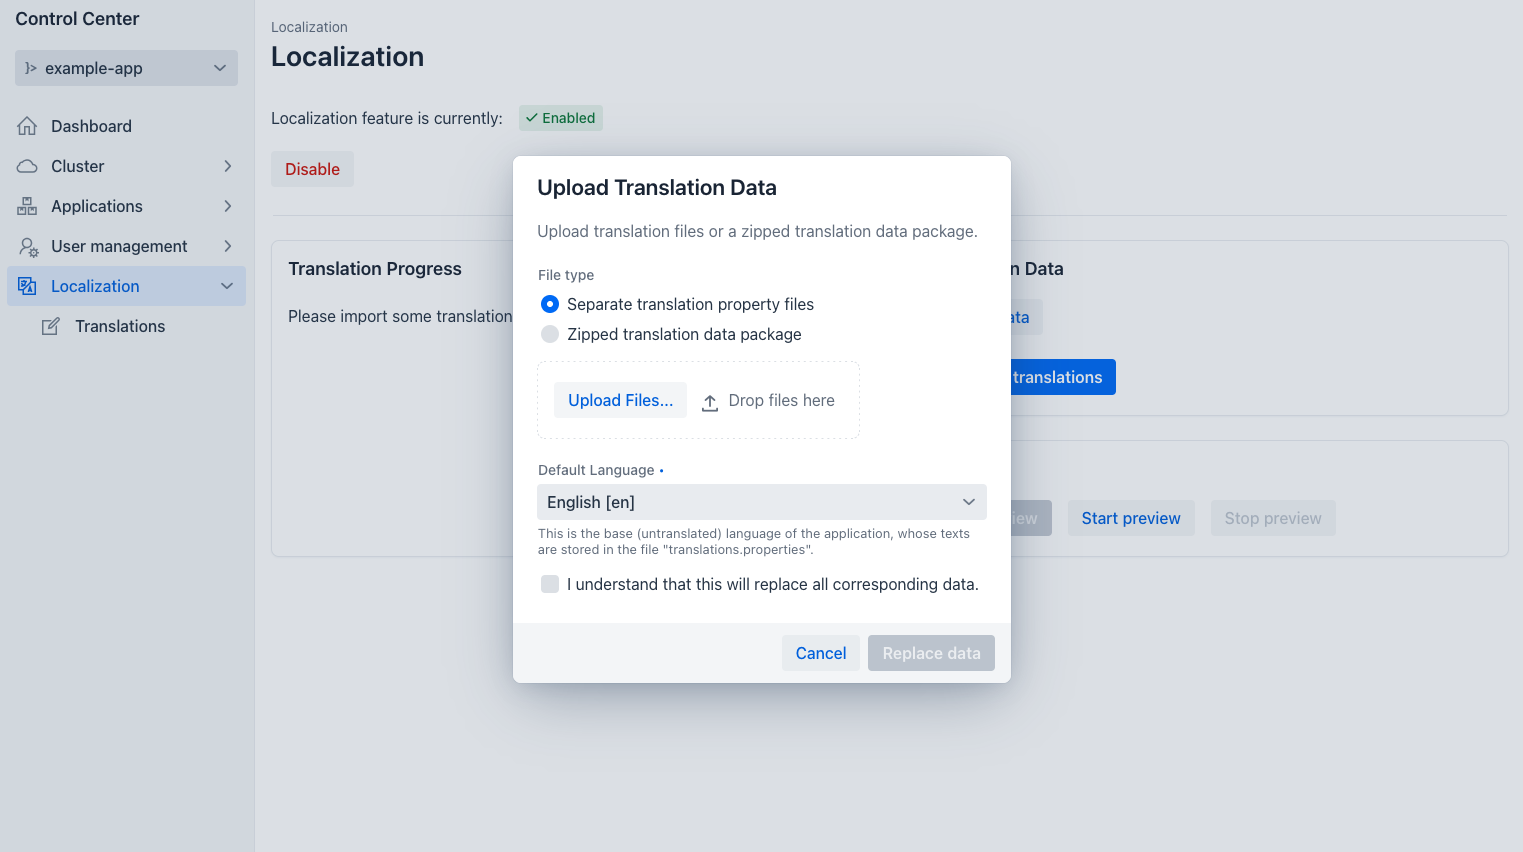 Control Center
example-app
Dashboard
Cluster
Applications
User management
Localization
Translations
Localization
Localization
Localization feature is currently:
Enabled
Disable
Translation Progress
Please import some translation
n Data
ata
translations
iew
Start preview
Stop preview
Upload Translation Data
Upload translation files or a zipped translation data package.
File type
Separate translation property files
Zipped translation data package
Upload Files...
Drop files here
Default Language •
English [en]
This is the base (untranslated) language of the application, whose texts
are stored in the file "translations.properties".
I understand that this will replace all corresponding data.
Cancel
Replace data